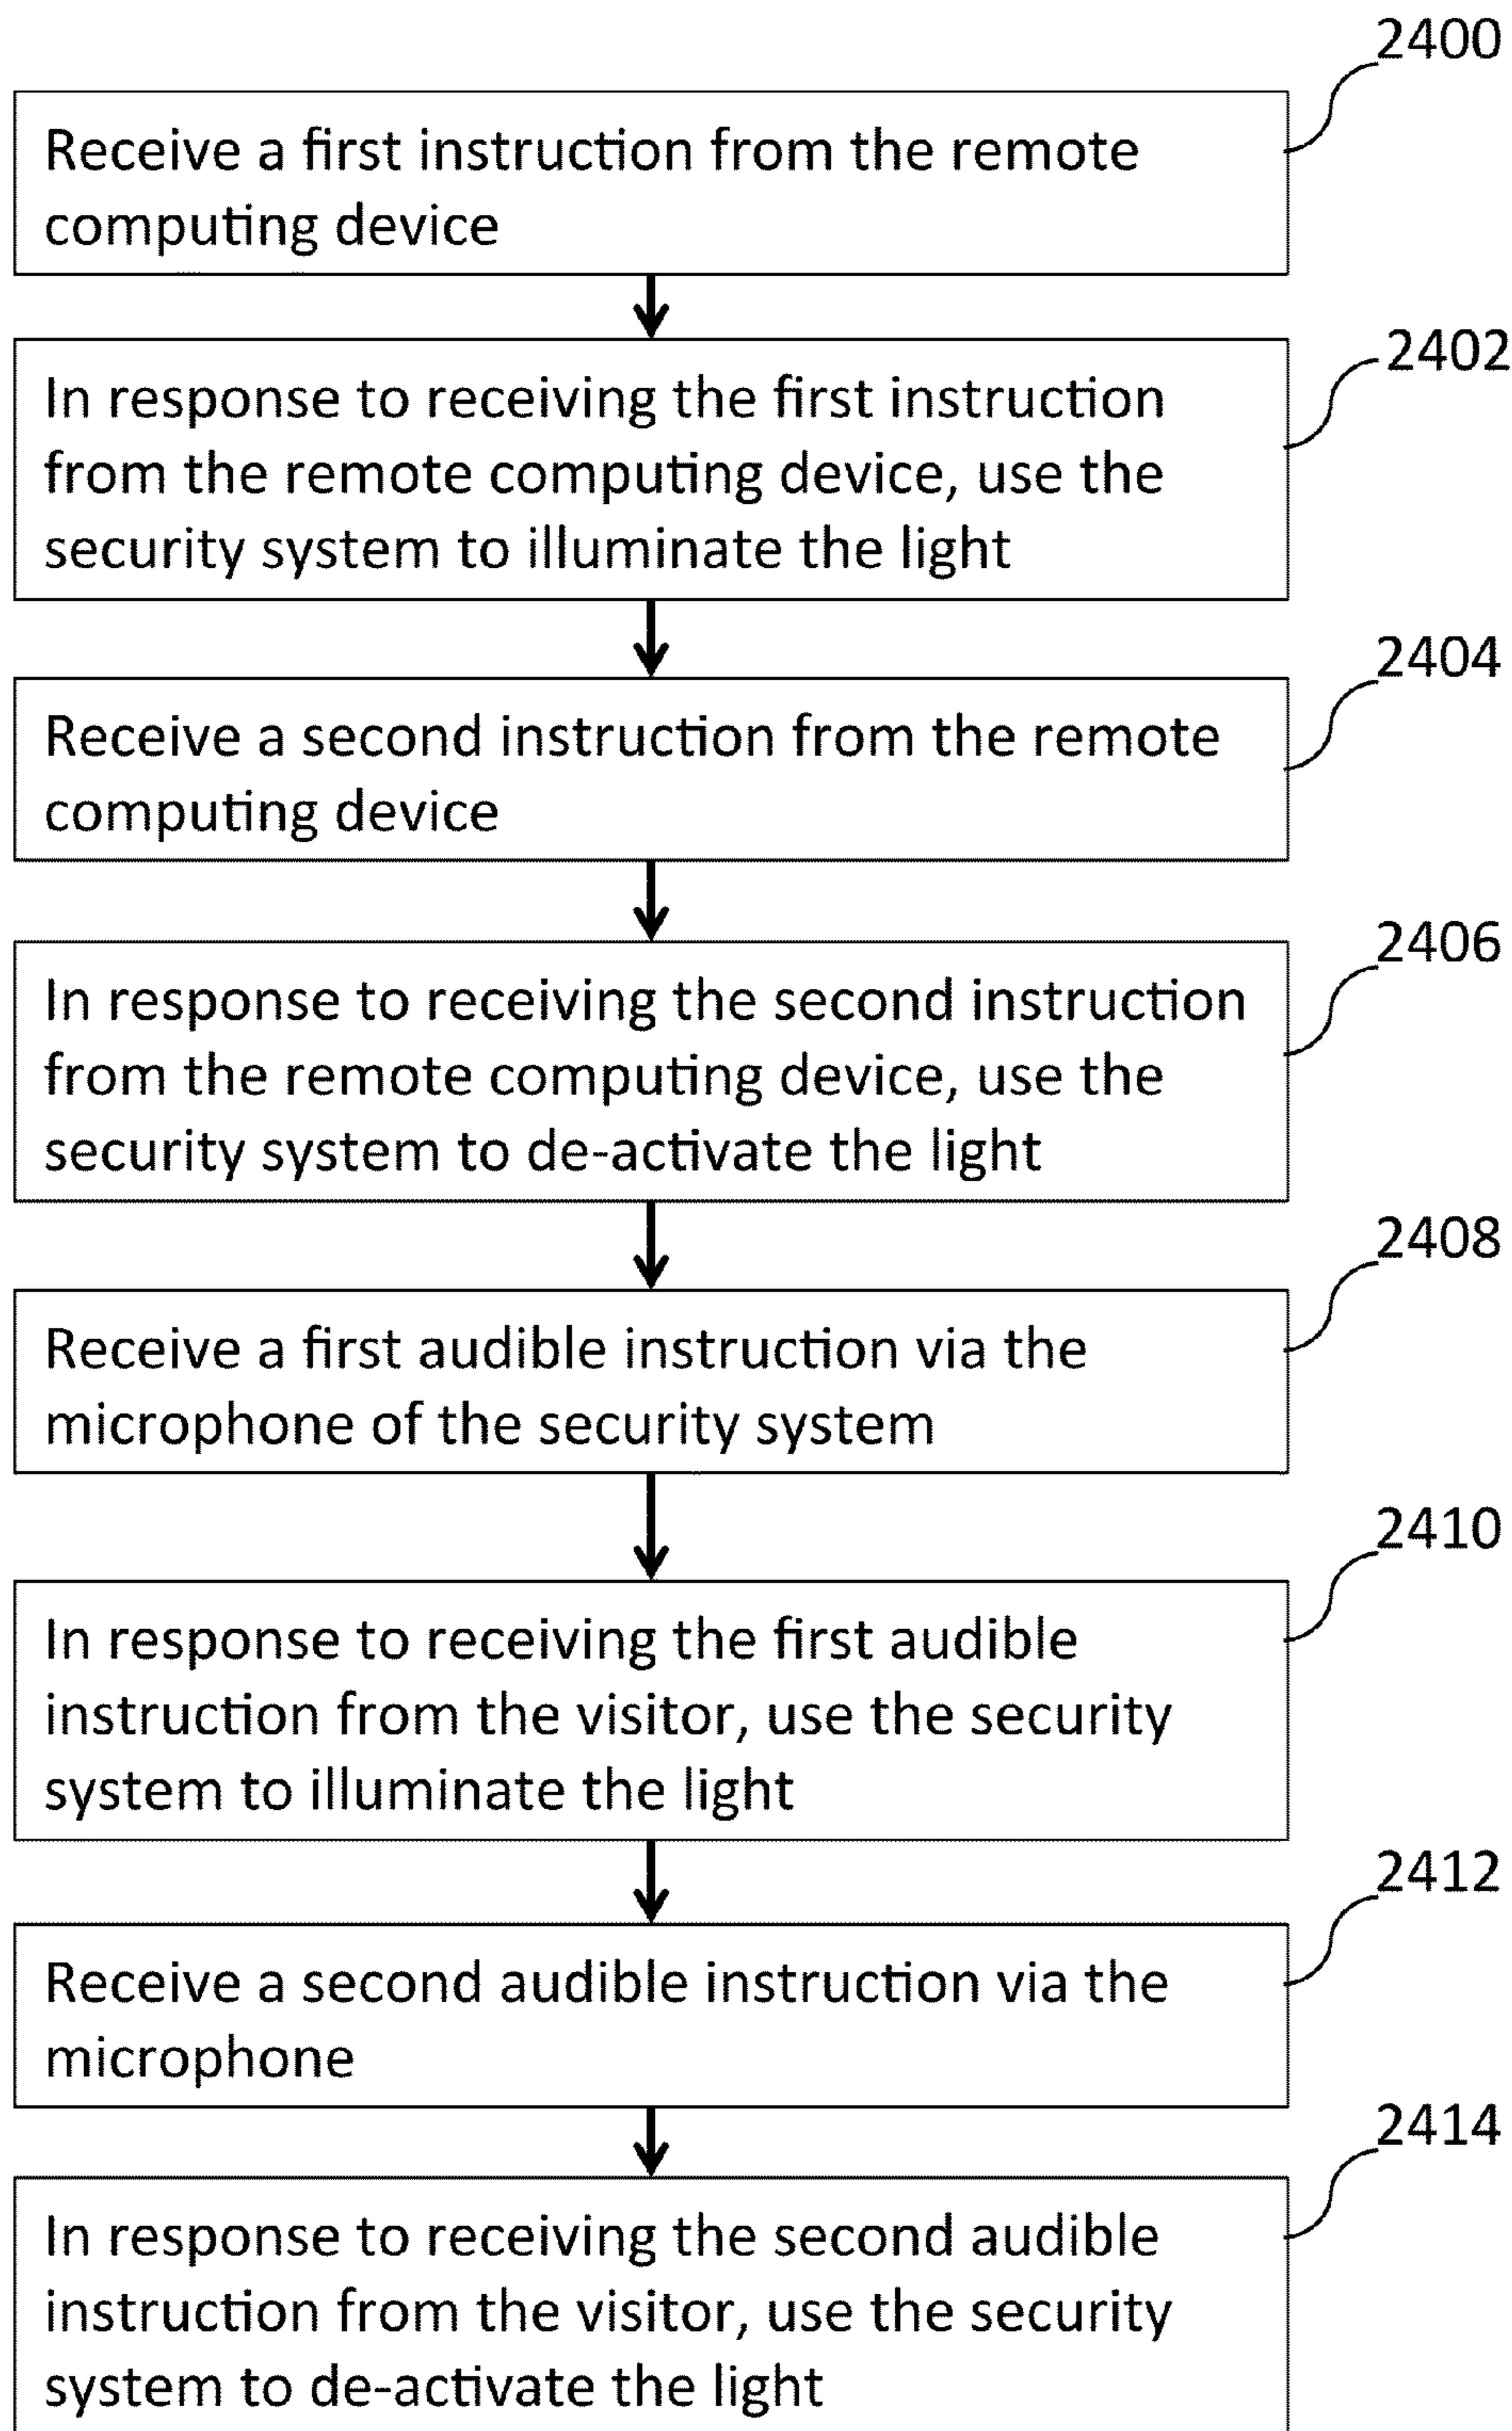 2400
Receive a first instruction from the remote
computing device
2402
In response to receiving the first instruction
from the remote computing device, use the
security system to illuminate the light
2404
Receive a second instruction from the remote
computing device
2406
In response to receiving the second instruction
from the remote computing device, use the
security system to de-activate the light
2408
Receive a first audible instruction via the
microphone of the security system
2410
In response to receiving the first audible
instruction from the visitor, use the security
system to illuminate the light
2412
Receive a second audible instruction via the
microphone
2414
In response to receiving the second audible
instruction from the visitor, use the security
system to de-activate the light